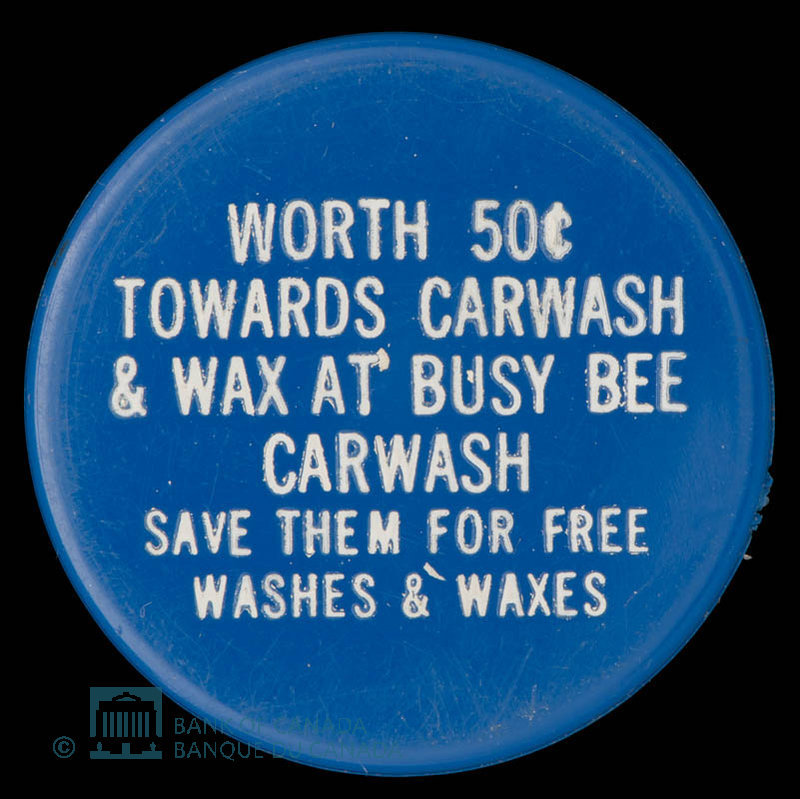 WORTH 50¢
TOWARDS CARWASH
& WAX AT BUSY BEE
CARWASH
SAVE THEM FOR FREE
WASHES & WAXES
© BANK OF CANADA
BANQUE DU CANADA